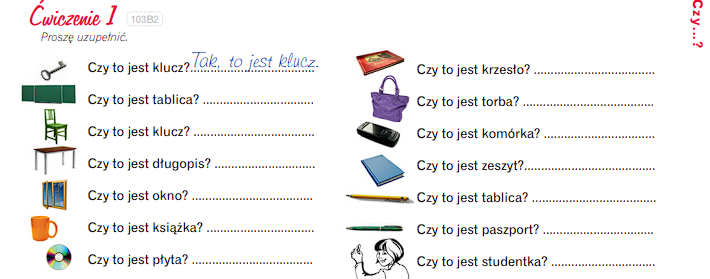 Ćwiczenie 1 103B2
Proszę uzupełnić.
Czy to jest klucz? Tak, to jest klucz.
Czy to jest tablica? ................................
Czy to jest klucz? ................................
Czy to jest długopis? ................................
Czy to jest okno? ................................
Czy to jest książka? ................................
Czy to jest płyta? ................................
Czy to jest krzesło? ................................
Czy to jest torba? ................................
Czy to jest komórka? ................................
Czy to jest zeszyt?................................
Czy to jest tablica? ................................
Czy to jest paszport? ................................
Czy to jest studentka? ................................
Czy...?